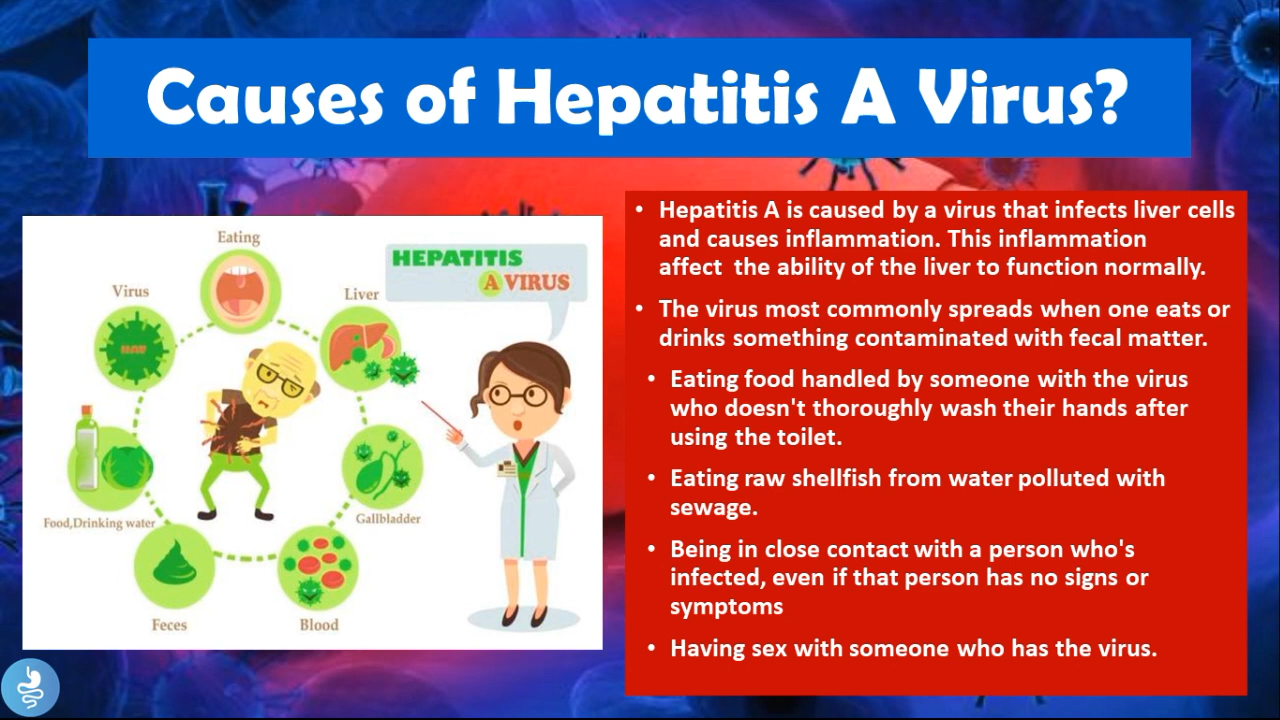 Causes of Hepatitis A Virus?
Eating
Virus
Liver
HEPATITIS
A VIRUS
HAV
Food,Drinking water
Gallbladder
Feces
Blood
• Hepatitis A is caused by a virus that infects liver cells
and causes inflammation. This inflammation
affect  the ability of the liver to function normally.
• The virus most commonly spreads when one eats or
drinks something contaminated with fecal matter.
• Eating food handled by someone with the virus
who doesn't thoroughly wash their hands after
using the toilet.
• Eating raw shellfish from water polluted with
sewage.
• Being in close contact with a person who's
infected, even if that person has no signs or
symptoms
• Having sex with someone who has the virus.